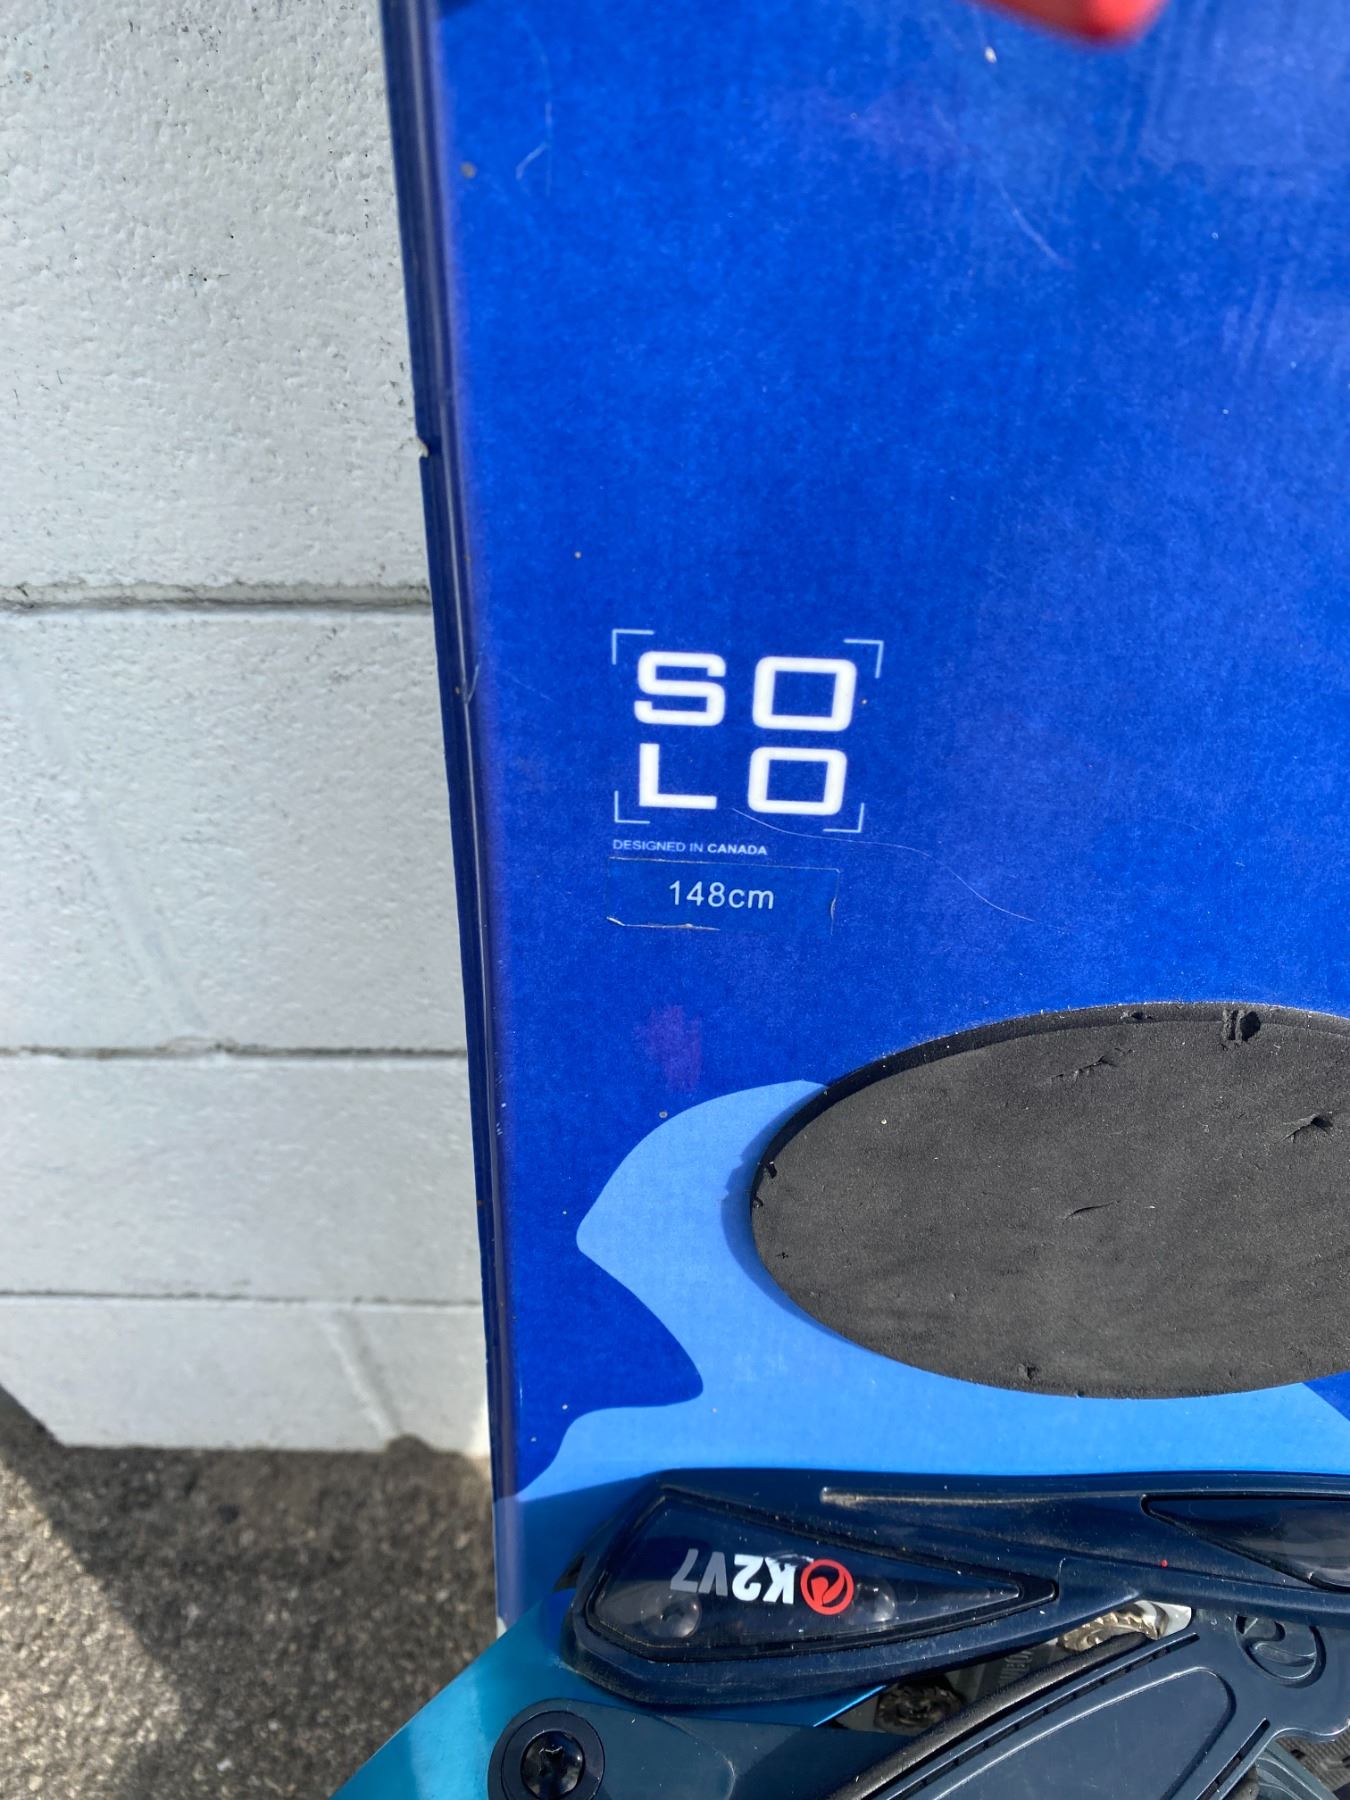 SO
LO
DESIGNED IN CANADA
148cm
K2V7